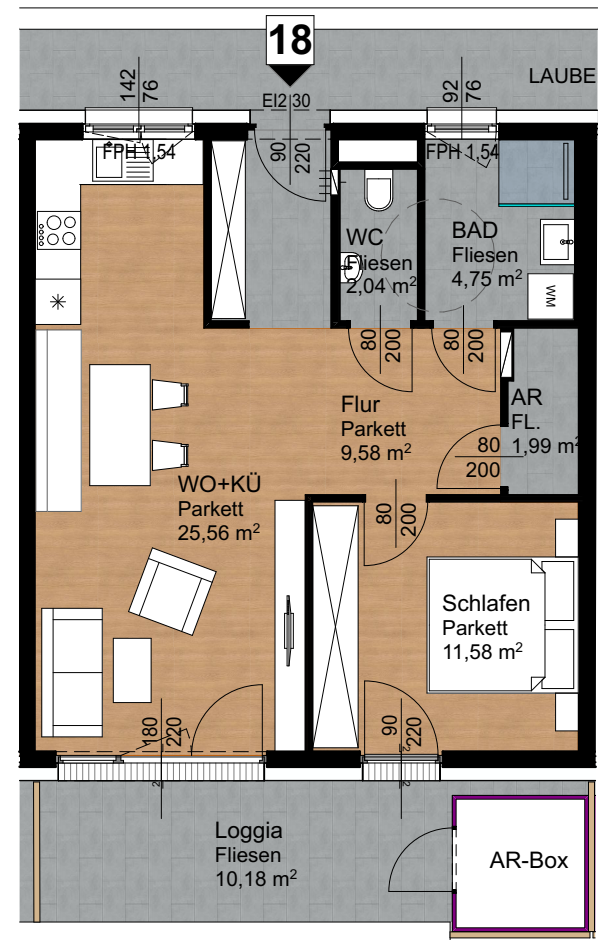 18
LAUBE
142
76
92
76
EI2 30
FPH 1,54
90
220
FPH 1,54
WC
Fliesen
2,04 m²
BAD
Fliesen
4,75 m²
WM
80
200
80
200
Flur
Parkett
9,58 m²
AR
FL.
1,99 m²
80
200
WO+KÜ
Parkett
25,56 m²
80
200
Schlafen
Parkett
11,58 m²
180
220
90
220
2
2
2
Loggia
Fliesen
10,18 m²
AR-Box